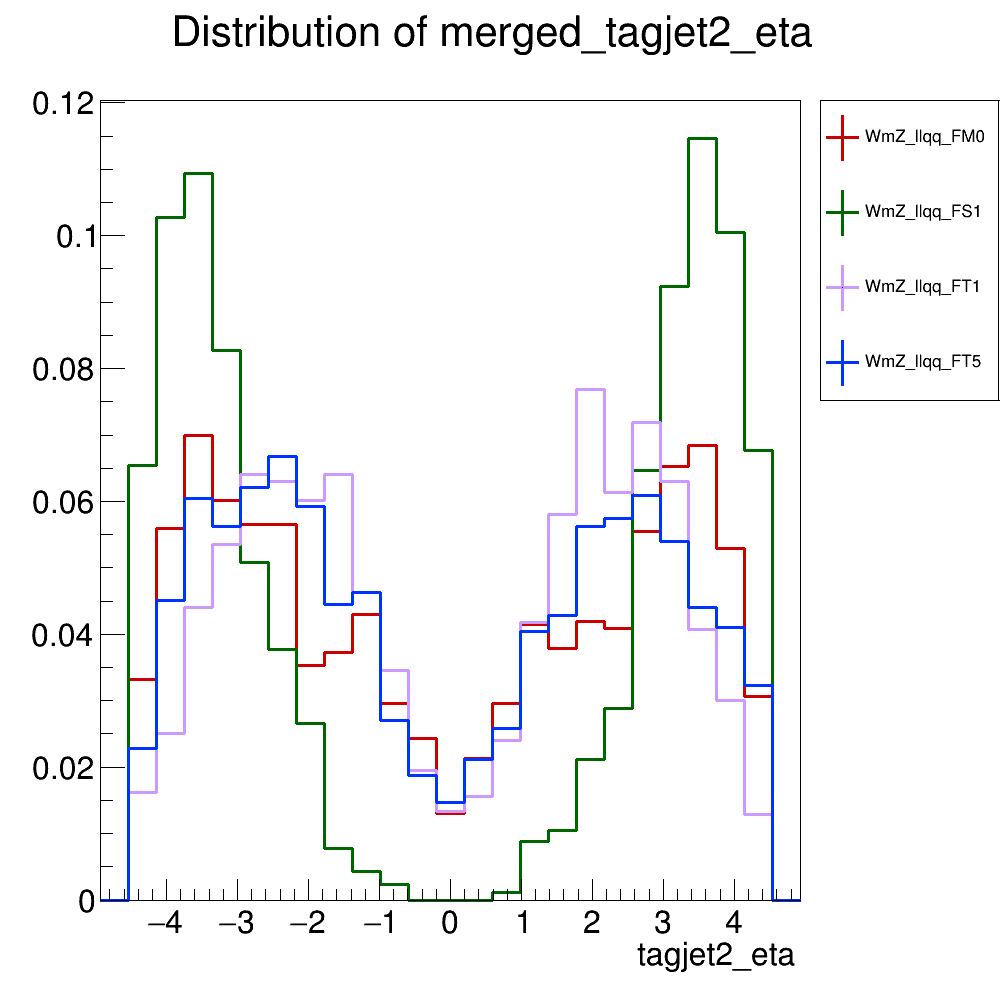 Distribution of merged_tagjet2_eta
0.12
0.1
0.08
0.06
0.04
0.02
0
−4 −3 −2 −1 0 1 2 3 4
tagjet2_eta
WmZ_llqq_FM0
WmZ_llqq_FS1
WmZ_llqq_FT1
WmZ_llqq_FT5